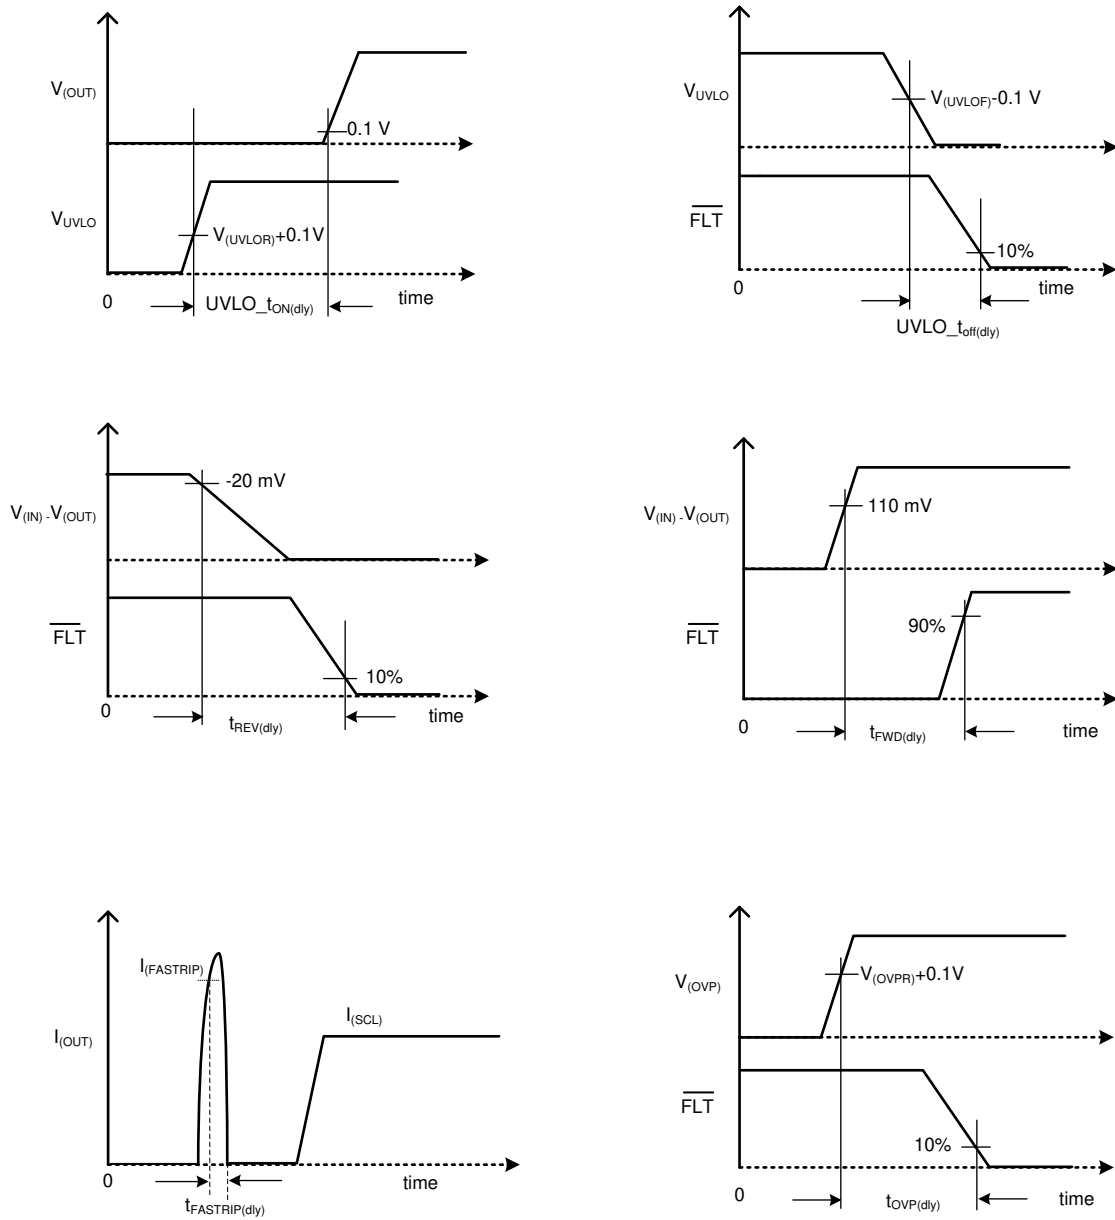 V(OUT)
0.1 V
VUVLO
V(UVLOR)+0.1V
0
UVLO_tON(dly)
time
VUVLO
V(UVLOF)-0.1 V
FLT
10%
0
time
UVLO_toff(dly)
-20 mV
V(IN) - V(OUT)
FLT
10%
0
tREV(dly)
time
110 mV
V(IN) - V(OUT)
90%
FLT
0
tFWD(dly)
time
I(FASTRIP)
I(SCL)
I(OUT)
0
time
tFASTRIP(dly)
V(OVPR)+0.1V
V(OVP)
FLT
10%
0
tOVP(dly)
time